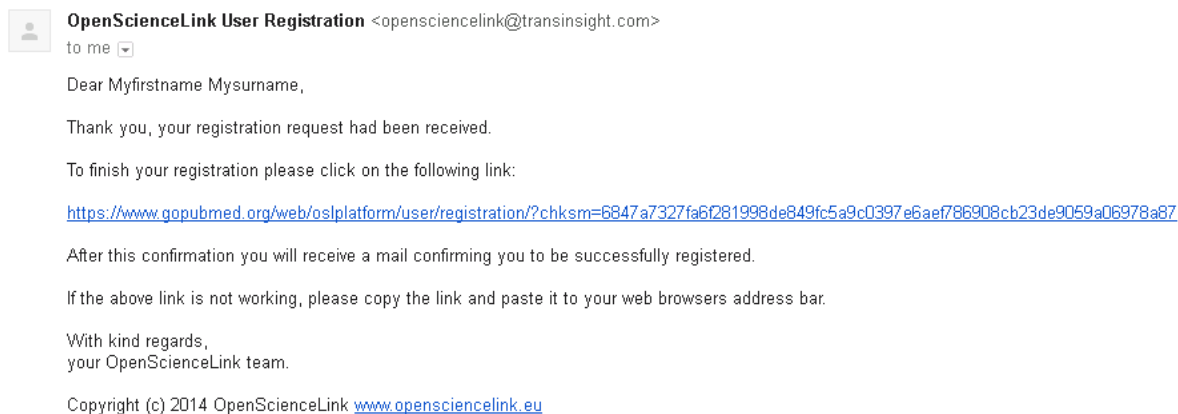 OpenScienceLink User Registration <opensciencelink@transinsight.com>
to me
Dear Myfirstname Mysurname,
Thank you, your registration request had been received.
To finish your registration please click on the following link:
https://www.gopubmed.org/web/oslplatform/user/registration/?chksm=6847a7327fa6f281998de849fc5a9c0397e6aef786908cb23de9059a06978a87
After this confirmation you will receive a mail confirming you to be successfully registered.
If the above link is not working, please copy the link and paste it to your web browsers address bar.
With kind regards,
your OpenScienceLink team.
Copyright (c) 2014 OpenScienceLink www.opensciencelink.eu